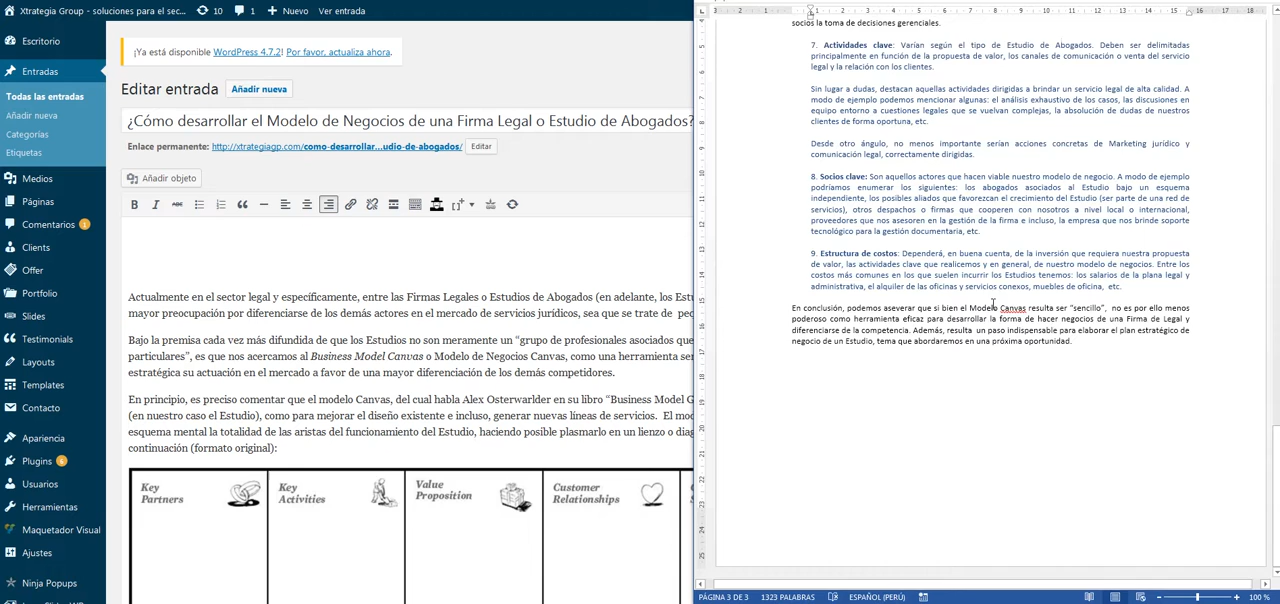 Xtrategia Group - soluciones para el sec...
10
1
Nuevo
Ver entrada
Escritorio
Entradas
Todas las entradas
Añadir nueva
Categorías
Etiquetas
Medios
Páginas
Comentarios 1
Clients
Offer
Portfolio
Slides
Testimonials
Layouts
Templates
Contacto
Apariencia
Plugins 6
Usuarios
Herramientas
Maquetador Visual
Ajustes
Ninja Popups
¡Ya está disponible WordPress 4.7.2! Por favor, actualiza ahora.
Editar entrada
Añadir nueva
¿Cómo desarrollar el Modelo de Negocios de una Firma Legal o Estudio de Abogados?
Enlace permanente: http://xtrategiagp.com/como-desarrollar...udio-de-abogados/
Editar
Añadir objeto
Actualmente en el sector legal y específicamente, entre las Firmas Legales o Estudios de Abogados (en adelante, los Est
mayor preocupación por diferenciarse de los demás actores en el mercado de servicios jurídicos, sea que se trate de pec
Bajo la premisa cada vez más difundida de que los Estudios no son meramente un "grupo de profesionales asociados que
particulares", es que nos acercamos al Business Model Canvas o Modelo de Negocios Canvas, como una herramienta ser
estratégica su actuación en el mercado a favor de una mayor diferenciación de los demás competidores.
En principio, es preciso comentar que el modelo Canvas, del cual habla Alex Osterwarlder en su libro "Business Model G
(en nuestro caso el Estudio), como para mejorar el diseño existente e incluso, generar nuevas líneas de servicios. El mod
esquema mental la totalidad de las aristas del funcionamiento del Estudio, haciendo posible plasmarlo en un lienzo o diag
continuación (formato original):
Key Partners
Key Activities
Value Proposition
Customer Relationships
socios la toma de decisiones gerenciales.
7. Actividades clave: Varían según el tipo de Estudio de Abogados. Deben ser delimitadas
principalmente en función de la propuesta de valor, los canales de comunicación o venta del servicio
legal y la relación con los clientes.
Sin lugar a dudas, destacan aquellas actividades dirigidas a brindar un servicio legal de alta calidad. A
modo de ejemplo podemos mencionar algunas: el análisis exhaustivo de los casos, las discusiones en
equipo entorno a cuestiones legales que se vuelvan complejas, la absolución de dudas de nuestros
clientes de forma oportuna, etc.
Desde otro ángulo, no menos importante serían acciones concretas de Marketing jurídico y
comunicación legal, correctamente dirigidas.
8. Socios clave: Son aquellos actores que hacen viable nuestro modelo de negocio. A modo de ejemplo
podríamos enumerar los siguientes: los abogados asociados al Estudio bajo un esquema
independiente, los posibles aliados que favorezcan el crecimiento del Estudio (ser parte de una red de
servicios), otros despachos o firmas que cooperen con nosotros a nivel local o internacional,
proveedores que nos asesoren en la gestión de la firma e incluso, la empresa que nos brinde soporte
tecnológico para la gestión documentaria, etc.
9. Estructura de costos: Dependerá, en buena cuenta, de la inversión que requiera nuestra propuesta
de valor, las actividades clave que realicemos y en general, de nuestro modelo de negocios. Entre los
costos más comunes en los que suelen incurrir los Estudios tenemos: los salarios de la plana legal y
administrativa, el alquiler de las oficinas y servicios conexos, muebles de oficina, etc.
En conclusión, podemos aseverar que si bien el Modelo Canvas resulta ser "sencillo", no es por ello menos
poderoso como herramienta eficaz para desarrollar la forma de hacer negocios de una Firma de Legal y
diferenciarse de la competencia. Además, resulta un paso indispensable para elaborar el plan estratégico de
negocio de un Estudio, tema que abordaremos en una próxima oportunidad.
PÁGINA 3 DE 3
1323 PALABRAS
ESPAÑOL (PERÚ)
100 %